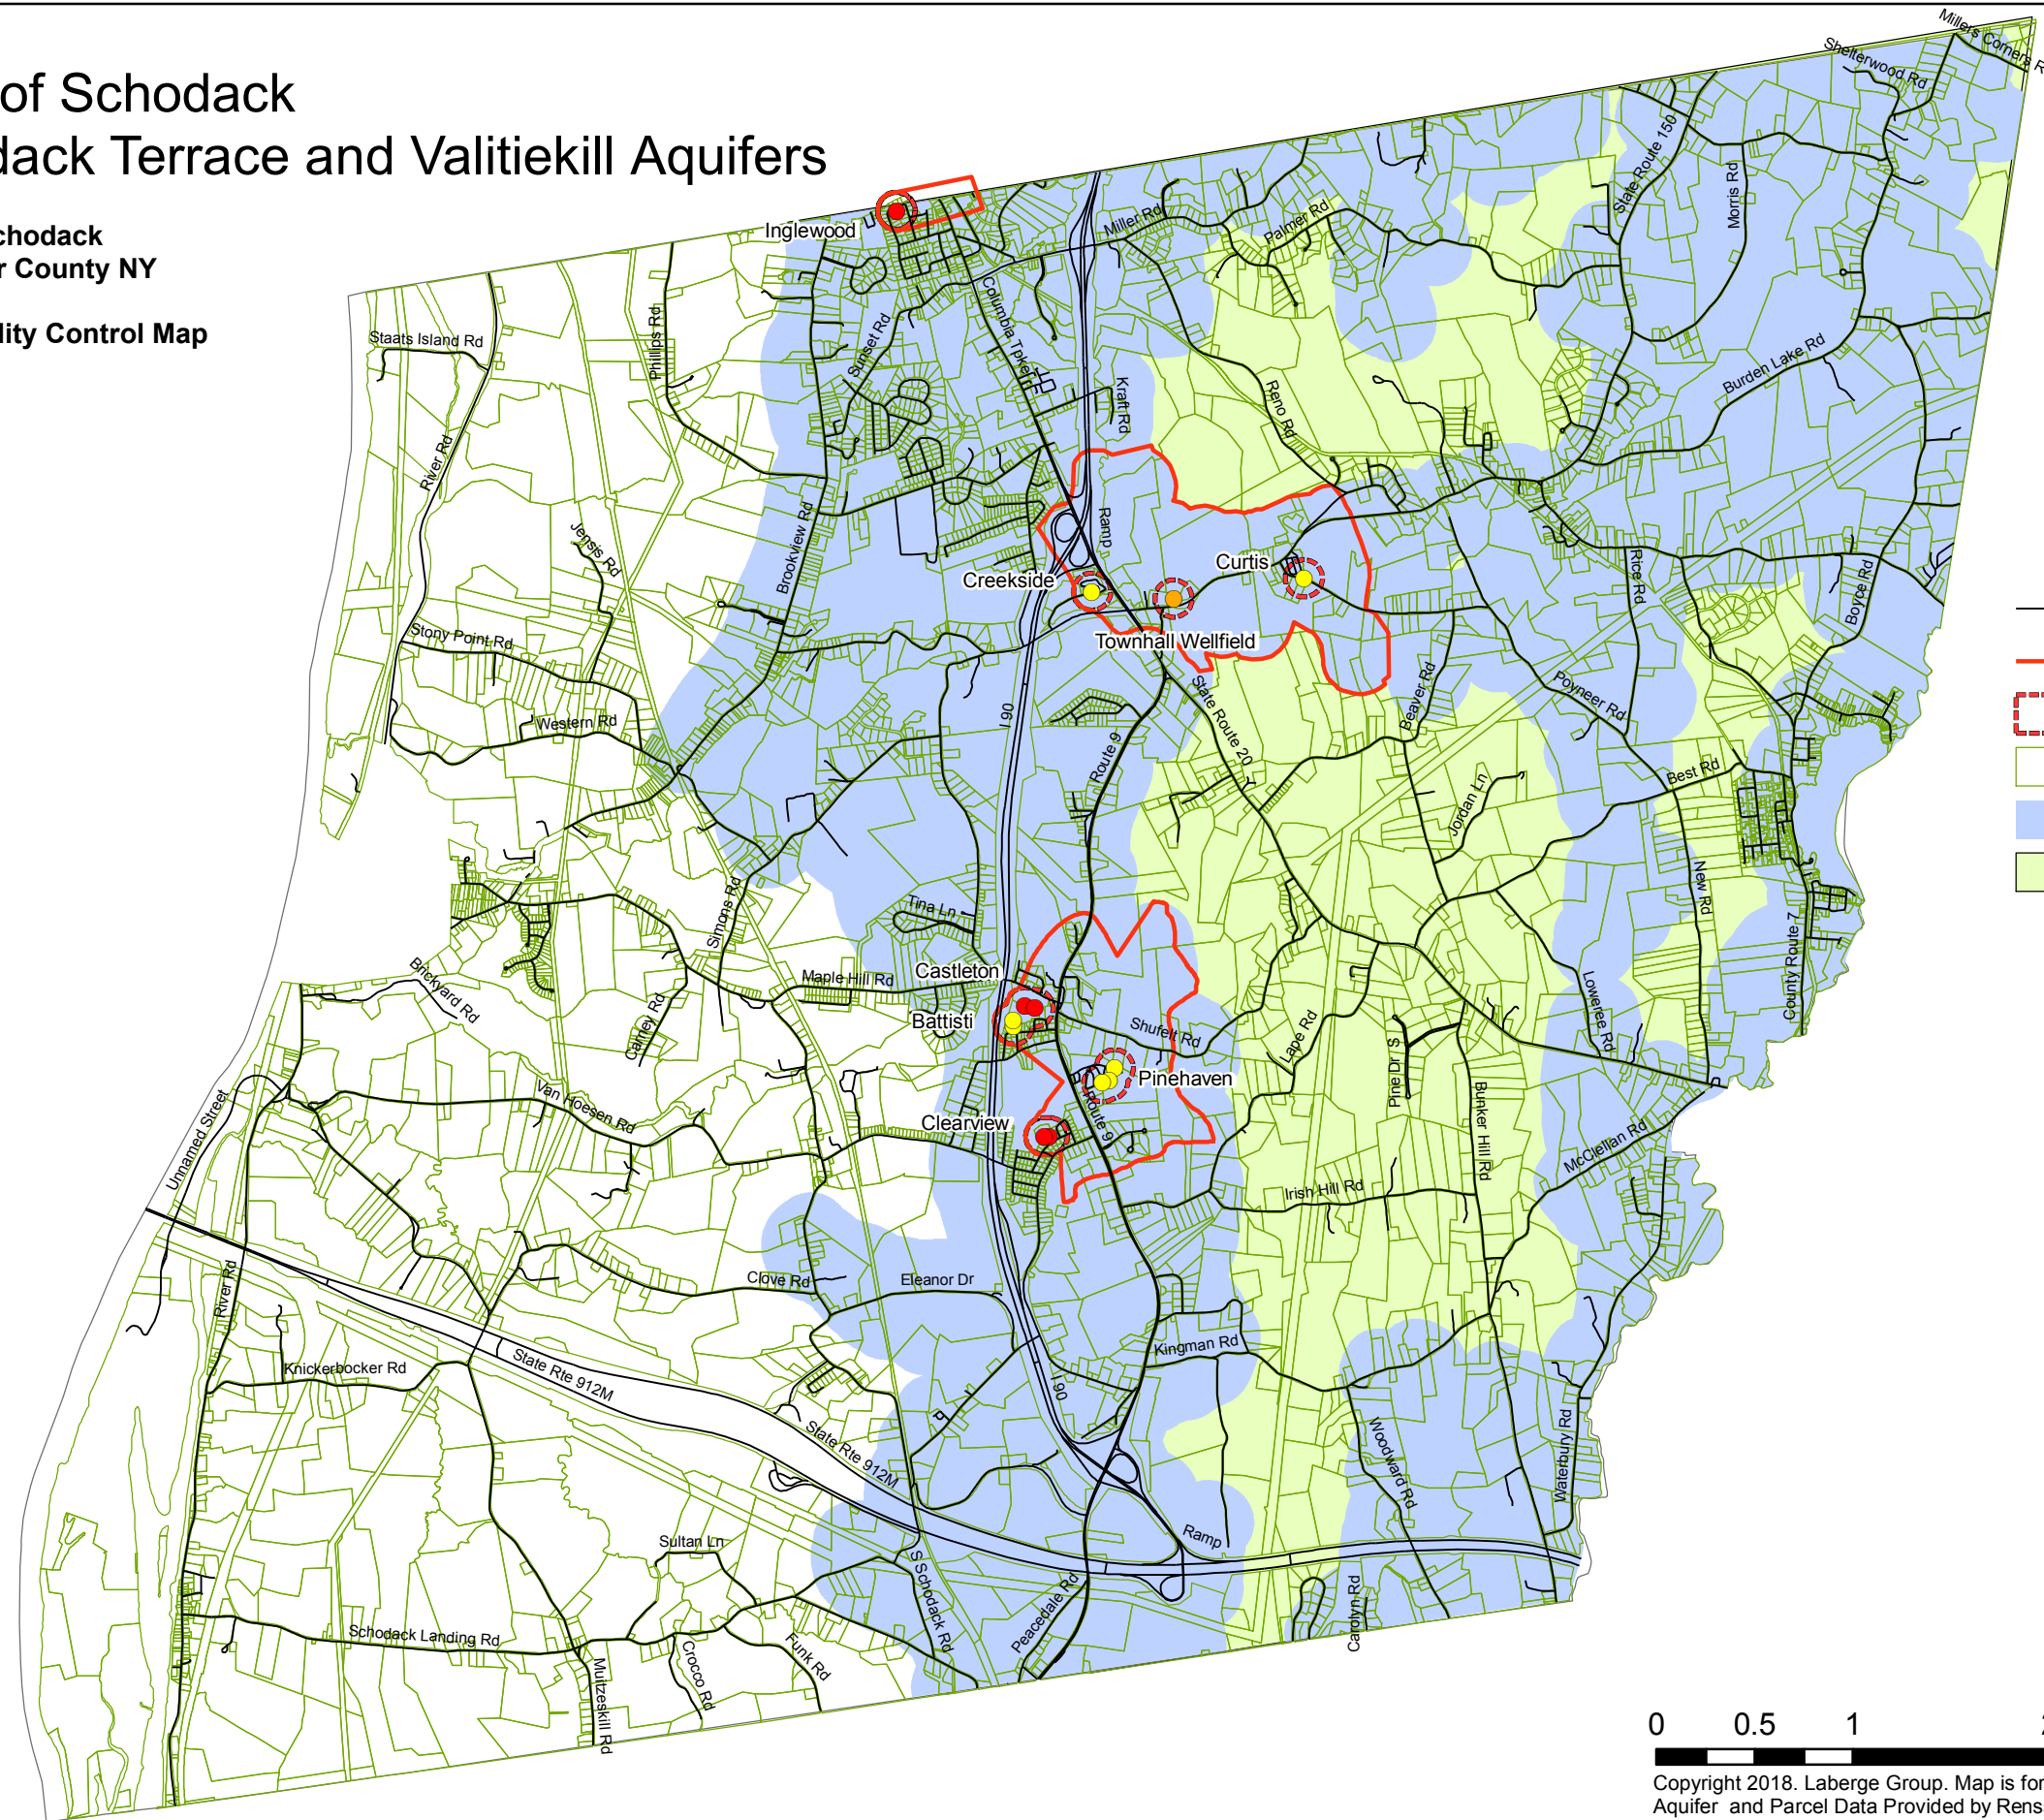 of Schodack
dack Terrace and Valitiekill Aquifers
chodack
r County NY
lity Control Map
Millers Corners R
Shelterwood Rd
State Route 150
Morris Rd
Inglewood
Miller Rd
Palmer Rd
Columbia Tpke
Staats Island Rd
Phillips Rd
Sunset Rd
Burden Lake Rd
Kraft Rd
Reno Rd
River Rd
Brookview Rd
Jensis Rd
Ramp
Curtis
Creekside
Rice Rd
Boyce Rd
Stony Point Rd
Townhall Wellfield
Western Rd
I 90
State Route 20
Beaver Rd
Poyneer Rd
Route 9
Best Rd
Jordan Ln
Simons Rd
Tina Ln
New Rd
County Route 7
Brickyard Rd
Maple Hill Rd
Castleton
Carney Rd
Battisti
Shufelt Rd
Lape Rd
Loweree Rd
Pine Dr S
Pinehaven
Van Hoesen Rd
Unnamed Street
Clearview
Route 9
Bunker Hill Rd
McClellan Rd
Irish Hill Rd
River Rd
Clove Rd
Eleanor Dr
Kingman Rd
Knickerbocker Rd
State Rte 912M
I 90
State Rte 912M
Woodward Rd
Waterbury Rd
Sultan Ln
Ramp
S Schodack Rd
Peacedale Rd
Carolyn Rd
Schodack Landing Rd
Muitzeskill Rd
Crocco Rd
Funk Rd
0 0.5 1
Copyright 2018. Laberge Group. Map is for
Aquifer and Parcel Data Provided by Rens